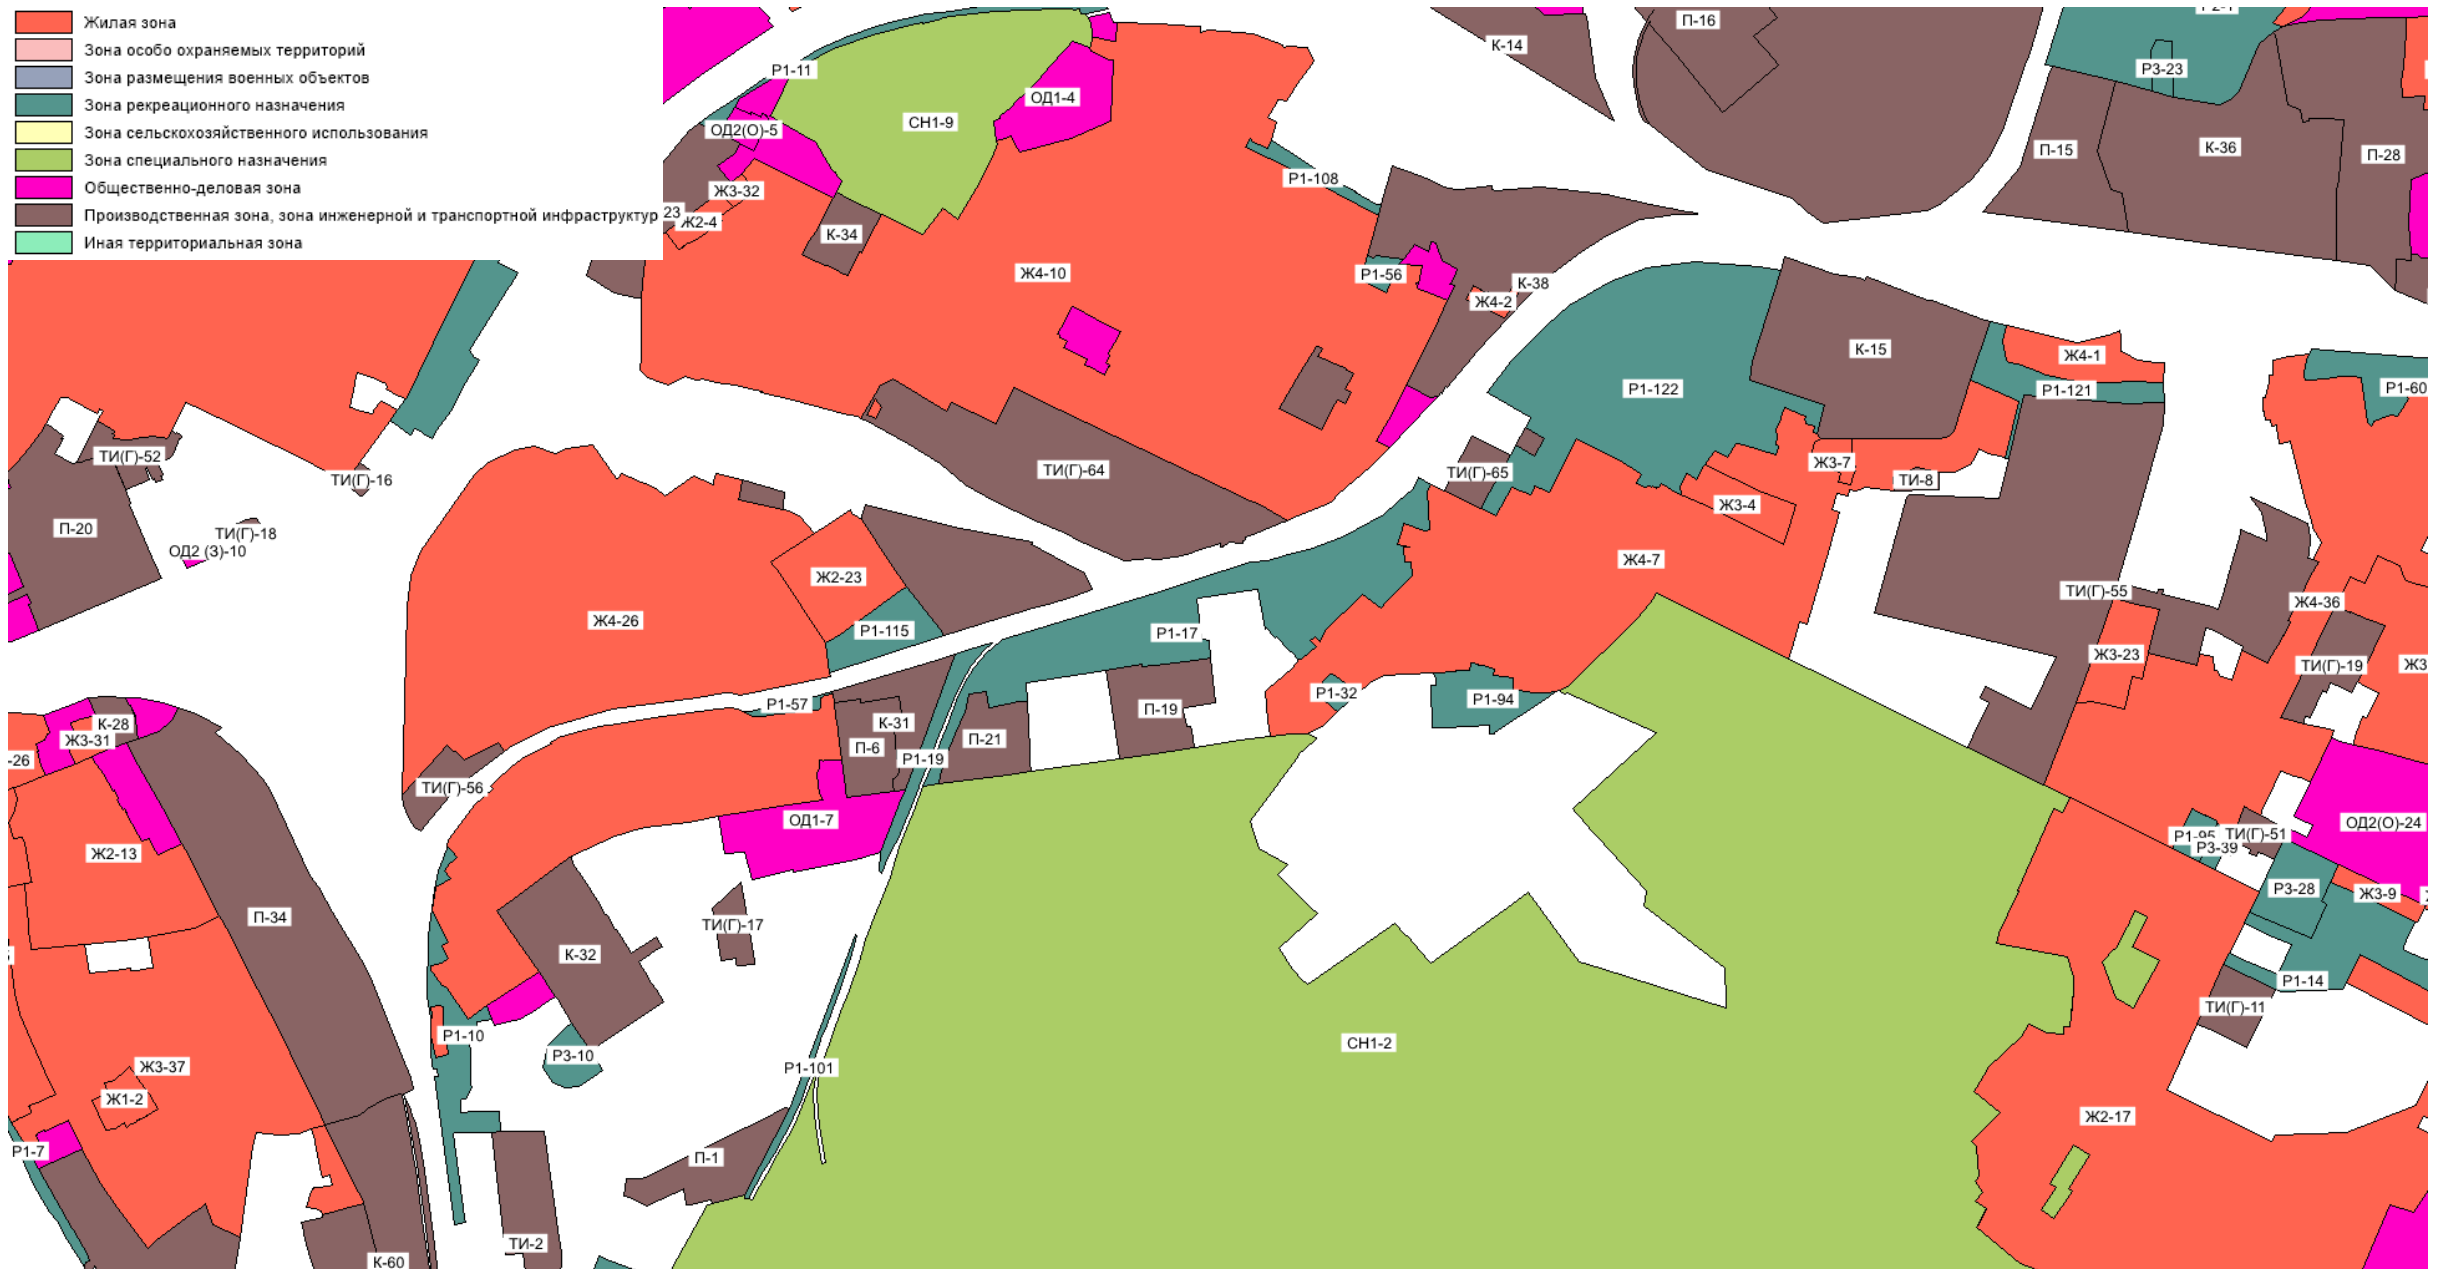 Жилая зона
Зона особо охраняемых территорий
Зона размещения военных объектов
Зона рекреационного назначения
Зона сельскохозяйственного использования
Зона специального назначения
Общественно-деловая зона
Производственная зона, зона инженерной и транспортной инфраструктур
Иная территориальная зона
П-16
К-14
Р1-11
Р3-23
ОД1-4
СН1-9
ОД2(О)-5
К-36
П-15
П-28
Р1-108
Ж3-32
23
Ж2-4
К-34
Ж4-10
Р1-56
К-38
Ж4-2
К-15
Ж4-1
Р1-122
Р1-121
Р1-60
ТИ(Г)-52
ТИ(Г)-16
ТИ(Г)-64
ТИ(Г)-65
Ж3-7
ТИ-8
Ж3-4
П-20
ТИ(Г)-18
ОД2 (З)-10
Ж4-7
Ж2-23
ТИ(Г)-55
Ж4-36
Ж4-26
Р1-115
Р1-17
Ж3-23
ТИ(Г)-19
Ж3
Р1-32
Р1-94
Р1-57
П-19
К-28
К-31
Ж3-31
П-21
П-6
-26
Р1-19
ТИ(Г)-56
ОД1-7
ОД2(О)-24
Р1-95
ТИ(Г)-51
Р3-39
Ж2-13
Р3-28
Ж3-9
П-34
ТИ(Г)-17
К-32
Р1-14
ТИ(Г)-11
Р1-10
СН1-2
Р3-10
Ж3-37
Р1-101
Ж1-2
Ж2-17
Р1-7
П-1
ТИ-2
К-60